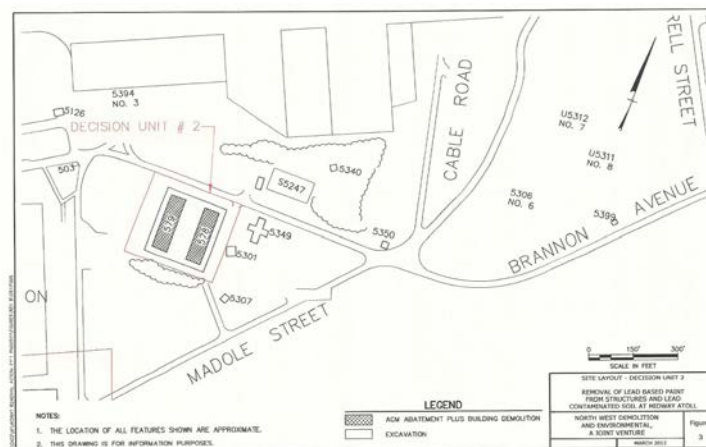 5394
NO. 3
5126
DECISION UNIT # 2
503
S5247
5340
CABLE ROAD
RELL STREET
U5312
NO. 7
U5311
NO. 8
5306
NO. 6
5399
BRANNON AVENUE
579
578
5349
5350
5301
5307
ON
MADOLE STREET
0 150' 300'
SCALE IN FEET
LEGEND
ACM ABATEMENT PLUS BUILDING DEMOLITION
EXCAVATION
NOTES:
1. THE LOCATION OF ALL FEATURES SHOWN ARE APPROXIMATE.
2. THIS DRAWING IS FOR INFORMATION PURPOSES.
SITE LAYOUT - DECISION UNIT 2
REMOVAL OF LEAD BASED PAINT
FROM STRUCTURES AND LEAD
CONTAMINATED SOIL AT MIDWAY ATOLL
NORTH WEST DEMOLITION
AND ENVIRONMENTAL,
A JOINT VENTURE
MARCH 2012
Figure
3